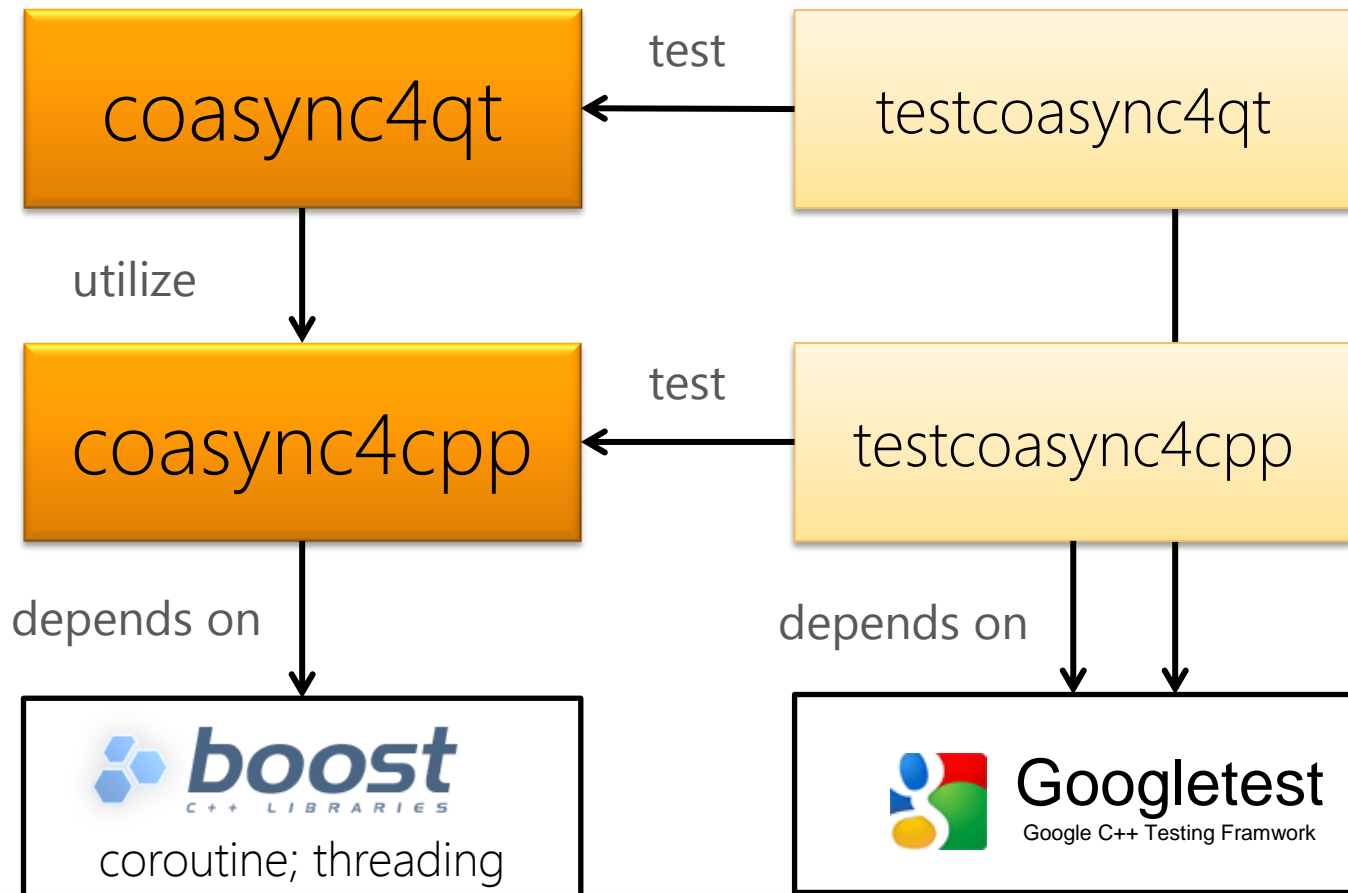 coasync4qt
test
testcoasync4qt
utilize
coasync4cpp
test
testcoasync4cpp
depends on
depends on
boost
C++ LIBRARIES
coroutine; threading
Googletest
Google C++ Testing Framwork